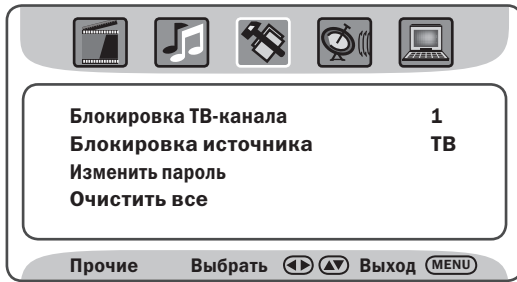 Блокировка ТВ-канала 1
Блокировка источника ТВ
Изменить пароль
Очистить все
Прочие Выбрать Выход MENU